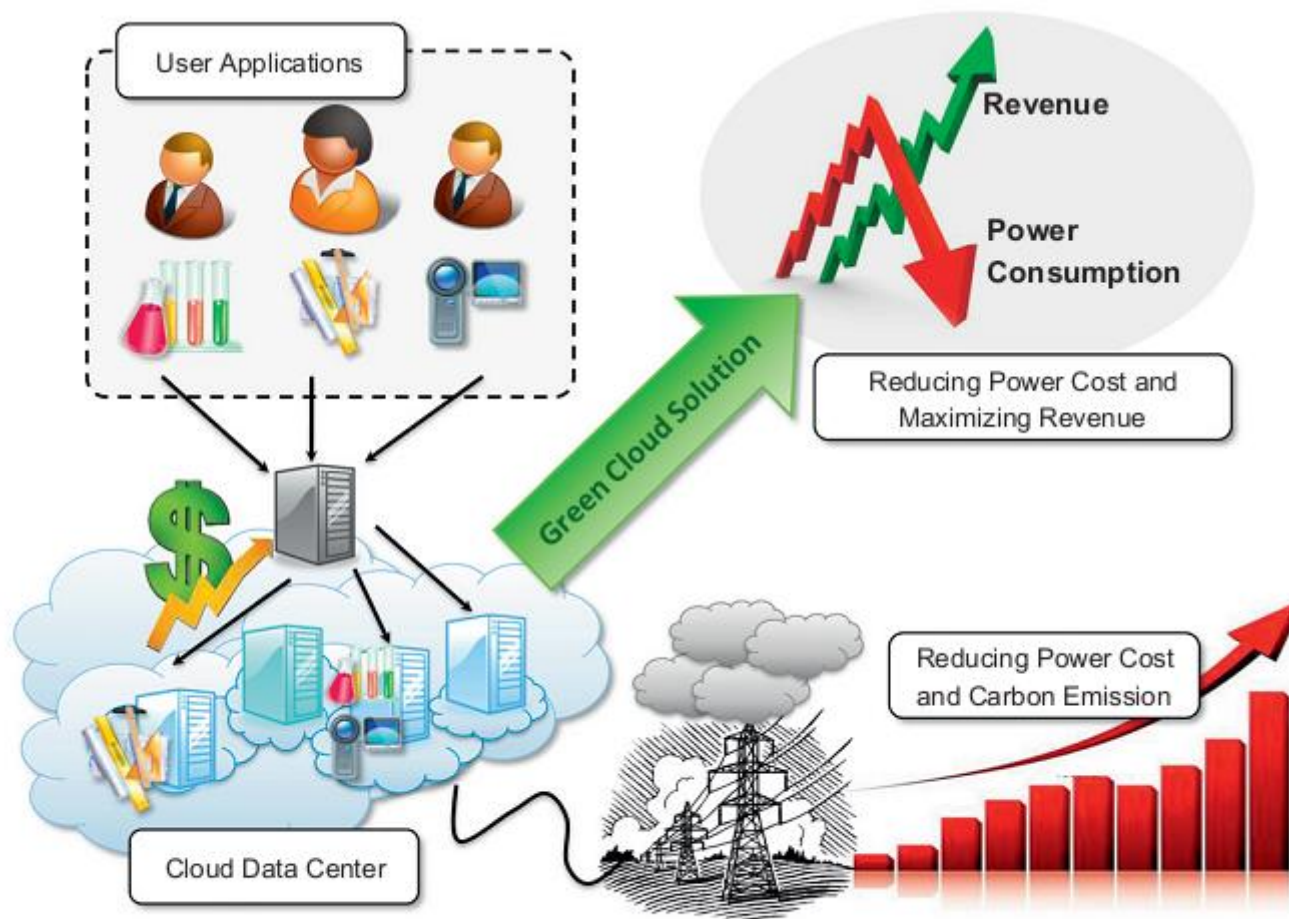 User Applications
Revenue
Power
Consumption
Reducing Power Cost and
Maximizing Revenue
Green Cloud Solution
$
Reducing Power Cost
and Carbon Emission
Cloud Data Center